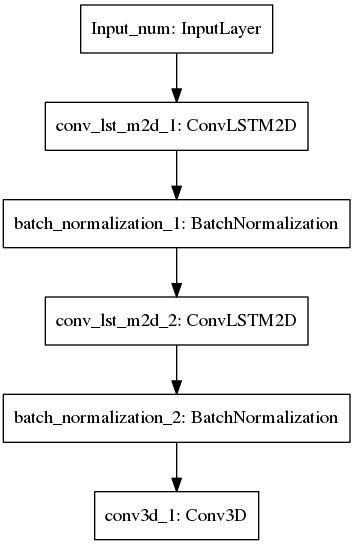 Input_num: InputLayer
conv_lst_m2d_1: ConvLSTM2D
batch_normalization_1: BatchNormalization
conv_lst_m2d_2: ConvLSTM2D
batch_normalization_2: BatchNormalization
conv3d_1: Conv3D